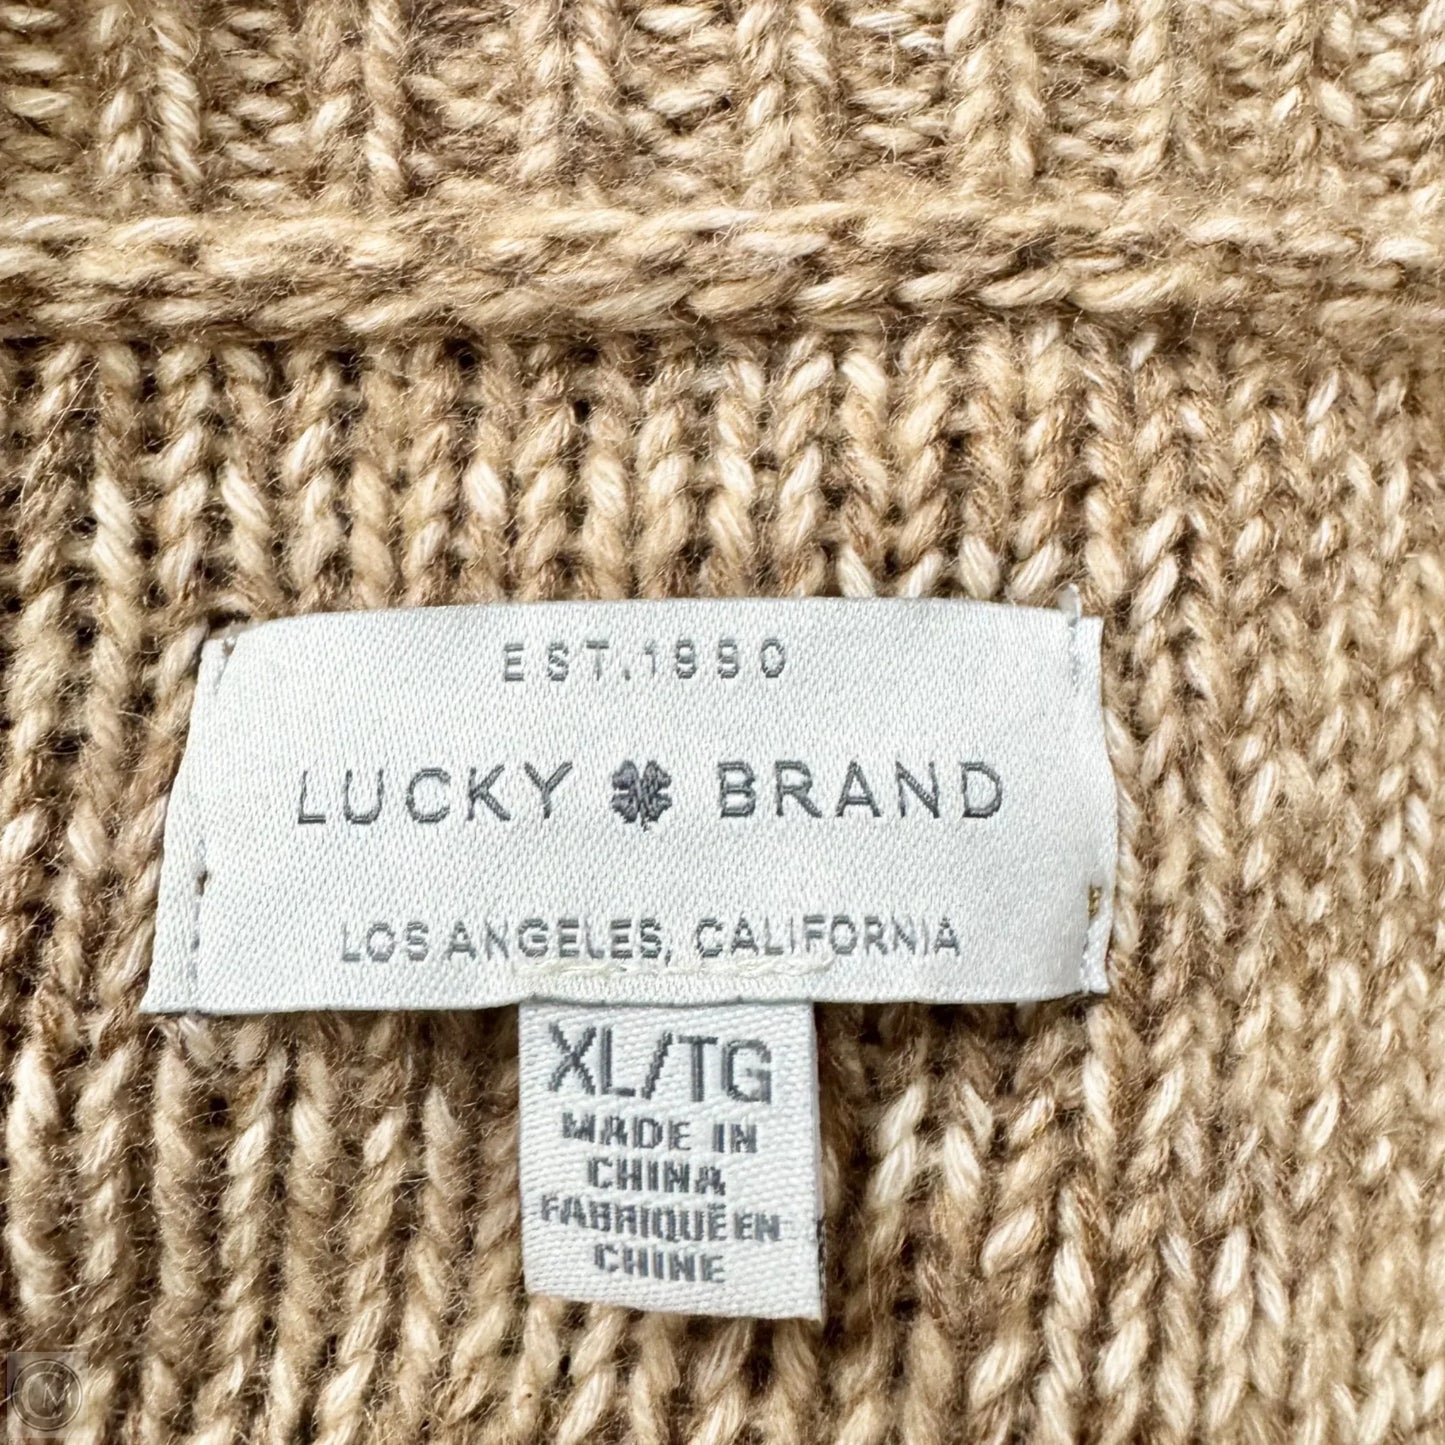 EST.1990
LUCKY BRAND
LOS ANGELES, CALIFORNIA
XL/TG
MADE IN
CHINA
FABRIQUÉ EN
CHINE
M